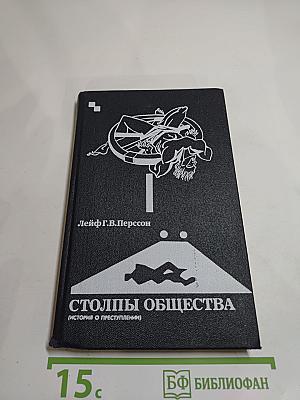 Лейф Г.В.Перссон
СТОЛПЫ ОБЩЕСТВА
(ИСТОРИЯ О ПРЕСТУПЛЕНИИ)
15с
БФ БИБЛИОФАН